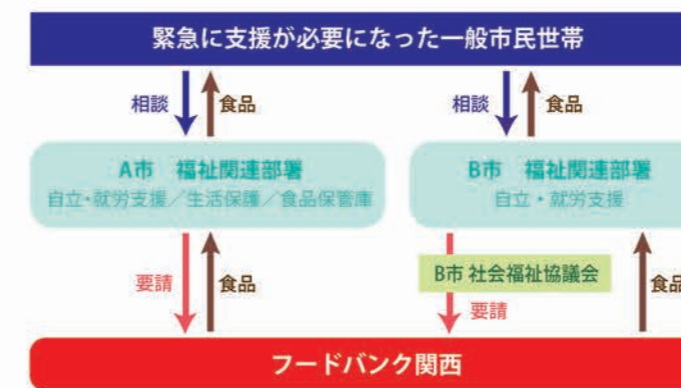 緊急に支援が必要になった一般市民世帯
相談
食品
相談
食品
A市 福祉関連部署
自立・就労支援／生活保護／食品保管庫
B市 福祉関連部署
自立・就労支援
要請
食品
B市 社会福祉協議会
要請
食品
フードバンク関西